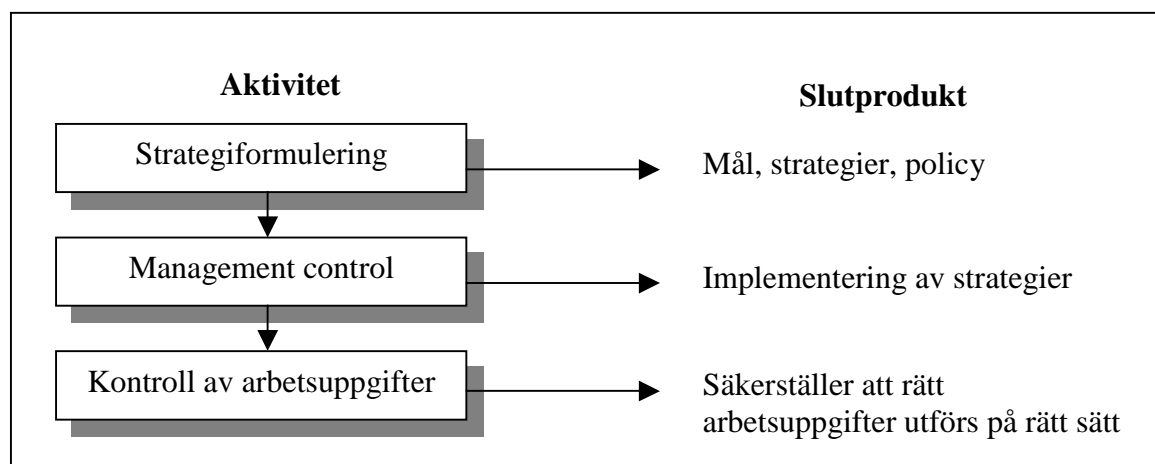 Aktivitet
Slutprodukt
Strategiformulering
Mål, strategier, policy
Management control
Implementering av strategier
Kontroll av arbetsuppgifter
Säkerställer att rätt
arbetsuppgifter utförs på rätt sätt